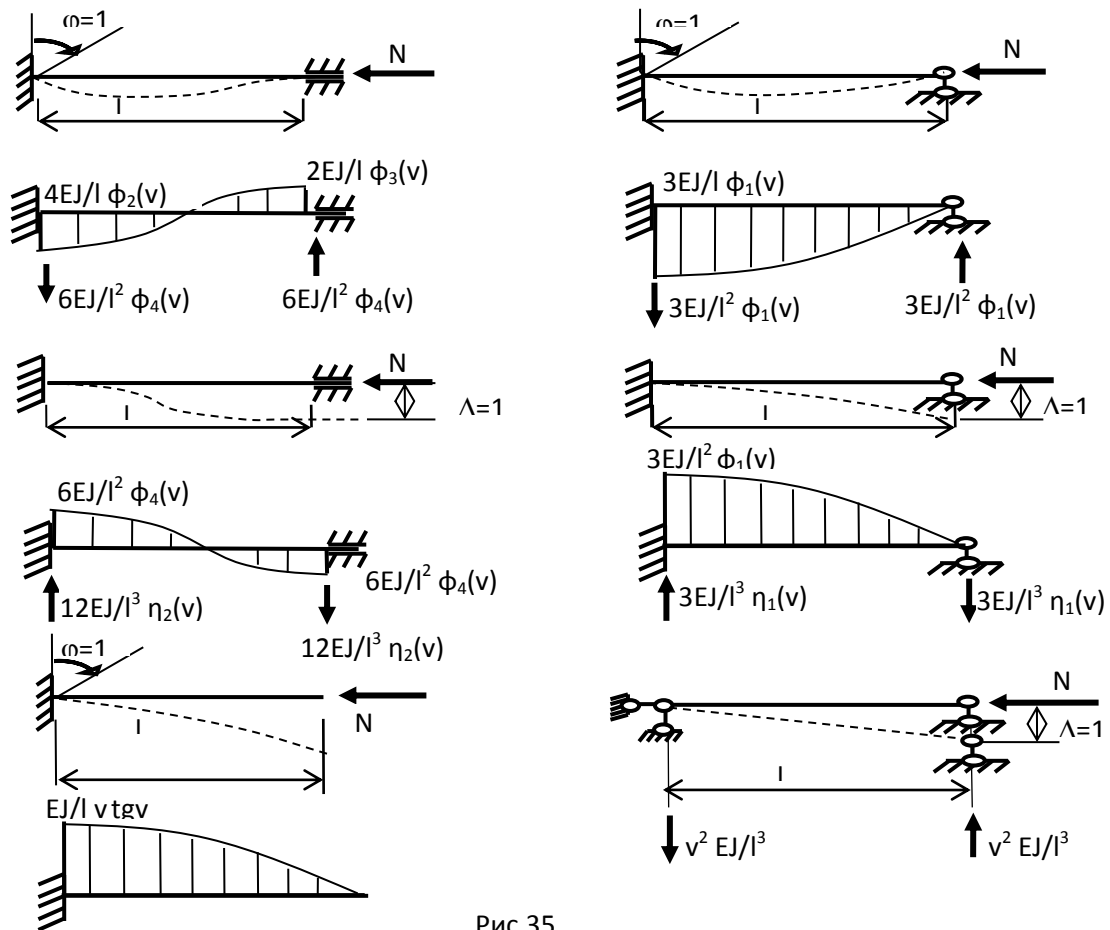 φ=1
N
l
4EJ/l ϕ₂(v)
2EJ/l ϕ₃(v)
6EJ/l² ϕ₄(v)
6EJ/l² ϕ₄(v)
N
l
Λ=1
6EJ/l² ϕ₄(v)
6EJ/l² ϕ₄(v)
12EJ/l³ η₂(v)
12EJ/l³ η₂(v)
φ=1
N
l
EJ/l v tgv
φ=1
N
l
3EJ/l ϕ₁(v)
3EJ/l² ϕ₁(v)
3EJ/l² ϕ₁(v)
N
l
Λ=1
3EJ/l² ϕ₁(v)
3EJ/l³ η₁(v)
3EJ/l³ η₁(v)
N
Λ=1
l
v² EJ/l³
v² EJ/l³
Рис 35